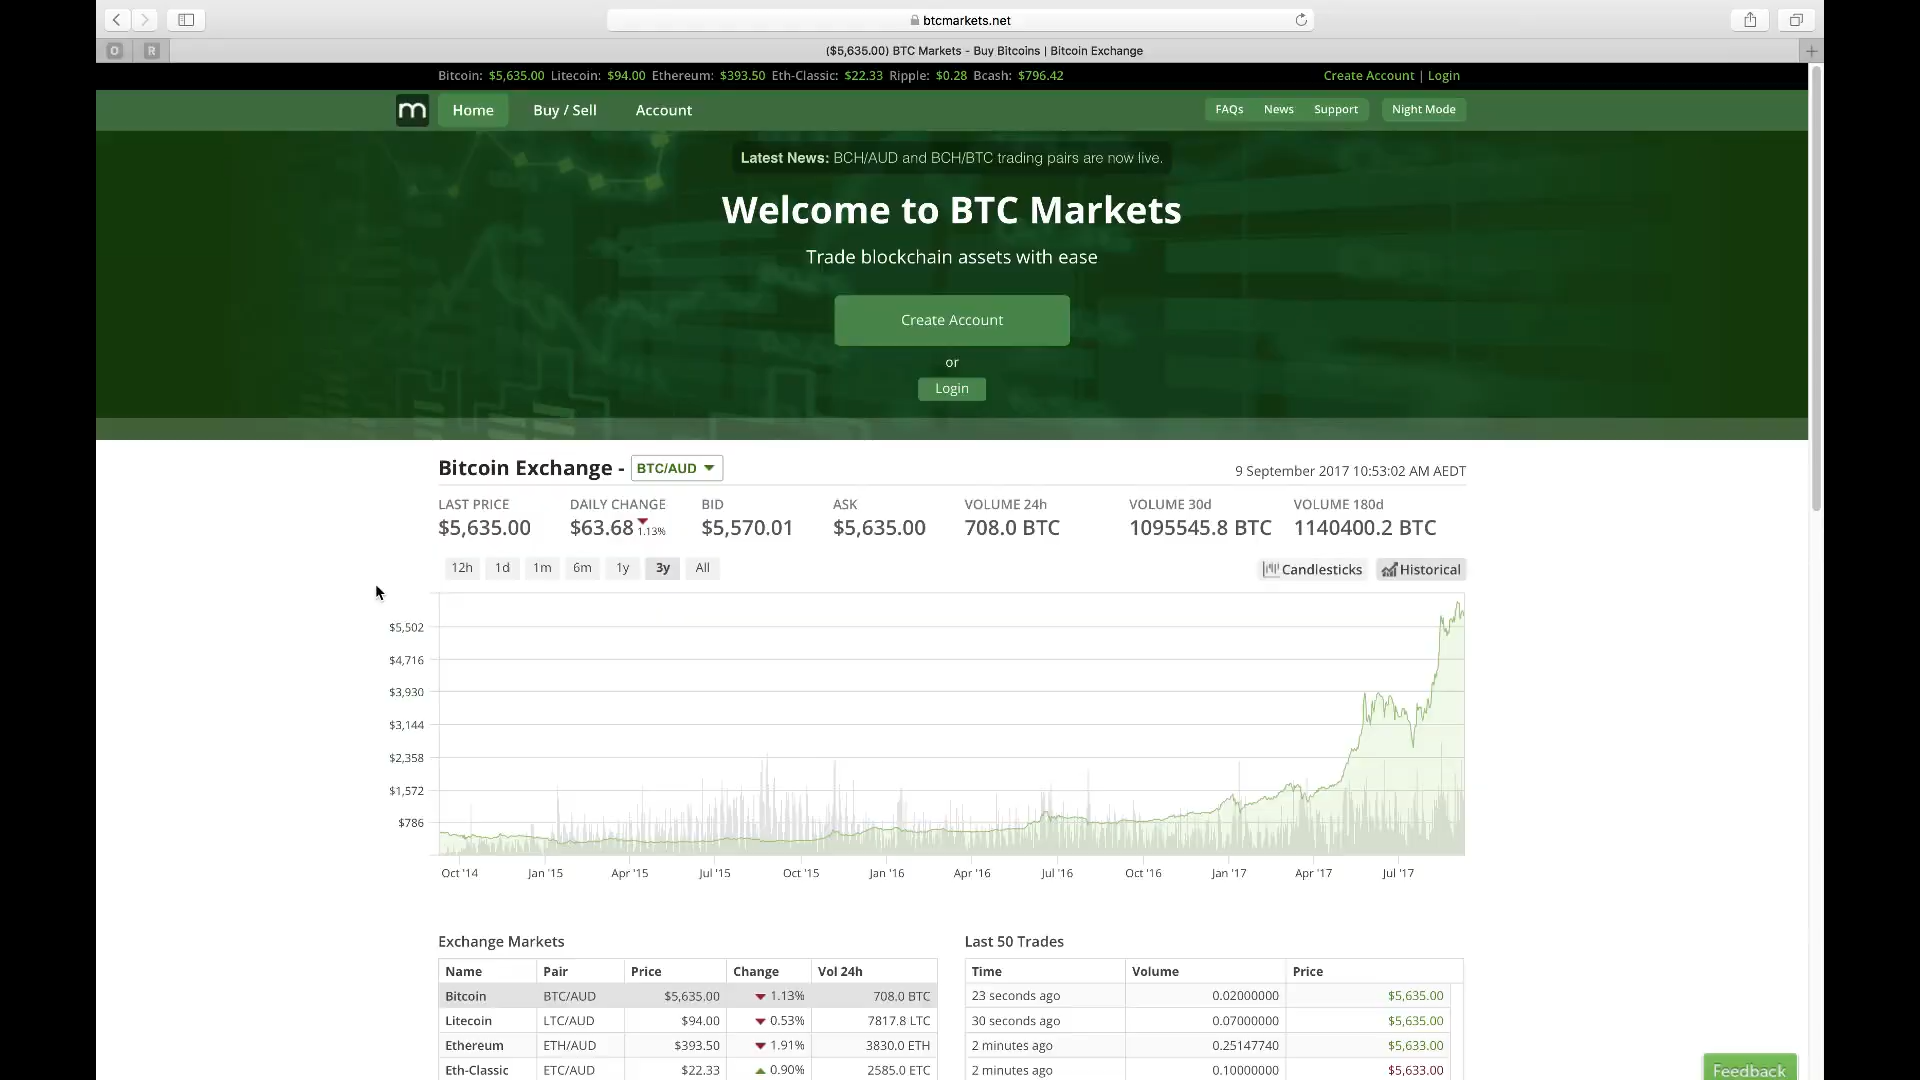 btcmarkets.net
O R ($5,635.00) BTC Markets - Buy Bitcoins | Bitcoin Exchange
Bitcoin: $5,635.00 Litecoin: $94.00 Ethereum: $393.50 Eth-Classic: $22.33 Ripple: $0.28 Bcash: $796.42 Create Account | Login
m Home Buy / Sell Account FAQs News Support Night Mode
Latest News: BCH/AUD and BCH/BTC trading pairs are now live.
Welcome to BTC Markets
Trade blockchain assets with ease
Create Account
or
Login
Bitcoin Exchange - BTC/AUD 9 September 2017 10:53:02 AM AEDT
LAST PRICE DAILY CHANGE BID ASK VOLUME 24h VOLUME 30d VOLUME 180d
$5,635.00 $63.68 1.13% $5,570.01 $5,635.00 708.0 BTC 1095545.8 BTC 1140400.2 BTC
12h 1d 1m 6m 1y 3y All Candlesticks Historical
$5,502
$4,716
$3,930
$3,144
$2,358
$1,572
$786
Oct '14 Jan '15 Apr '15 Jul '15 Oct '15 Jan '16 Apr '16 Jul '16 Oct '16 Jan '17 Apr '17 Jul '17
Exchange Markets
Name Pair Price Change Vol 24h
Bitcoin BTC/AUD $5,635.00 1.13% 708.0 BTC
Litecoin LTC/AUD $94.00 0.53% 7817.8 LTC
Ethereum ETH/AUD $393.50 1.91% 3830.0 ETH
Eth-Classic ETC/AUD $22.33 0.90% 2585.0 ETC
Last 50 Trades
Time Volume Price
23 seconds ago 0.02000000 $5,635.00
30 seconds ago 0.07000000 $5,635.00
2 minutes ago 0.25147740 $5,633.00
2 minutes ago 0.10000000 $5,633.00
Feedback